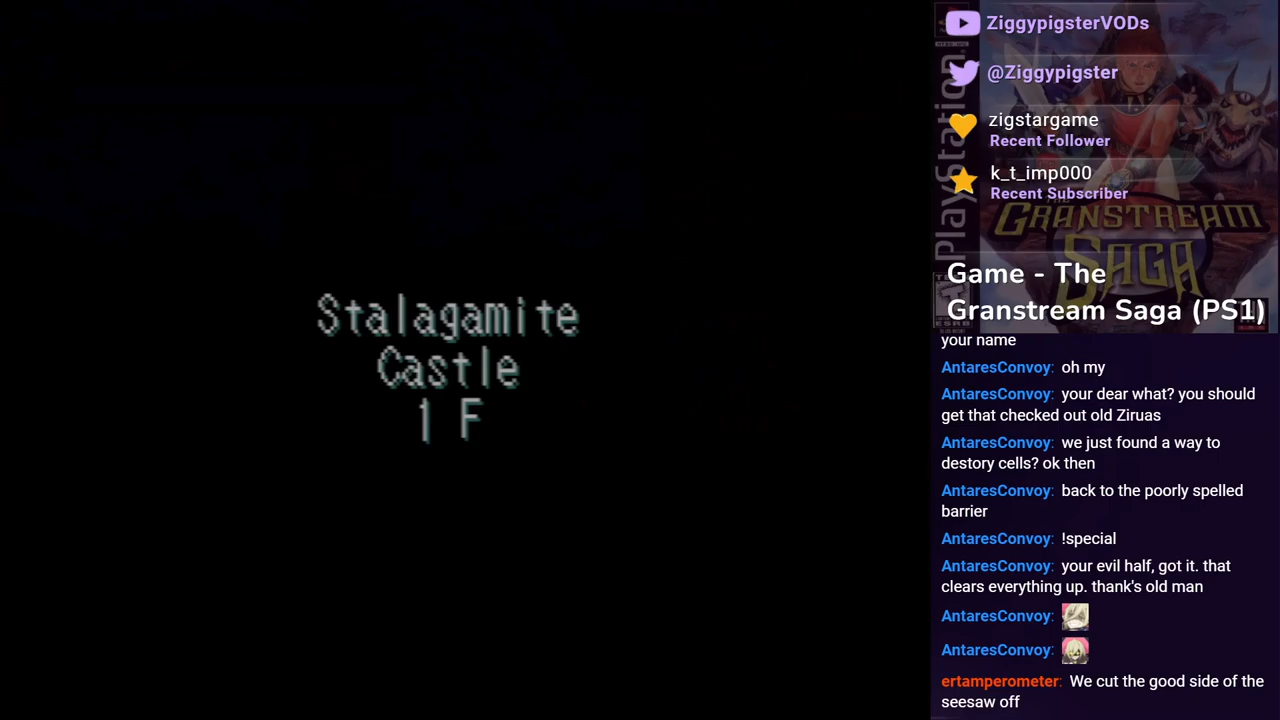 Stalagamite
Castle
1 F
ZiggypigsterVODs
@Ziggypigster
zigstargame
Recent Follower
k_t_imp000
Recent Subscriber
PlayStation
THE
GRANSTREAM
SAGA
Game - The
Granstream Saga (PS1)
your name
AntaresConvoy: oh my
AntaresConvoy: your dear what? you should
get that checked out old Ziruas
AntaresConvoy: we just found a way to
destory cells? ok then
AntaresConvoy: back to the poorly spelled
barrier
AntaresConvoy: !special
AntaresConvoy: your evil half, got it. that
clears everything up. thank's old man
AntaresConvoy:
AntaresConvoy:
ertamperometer: We cut the good side of the
seesaw off